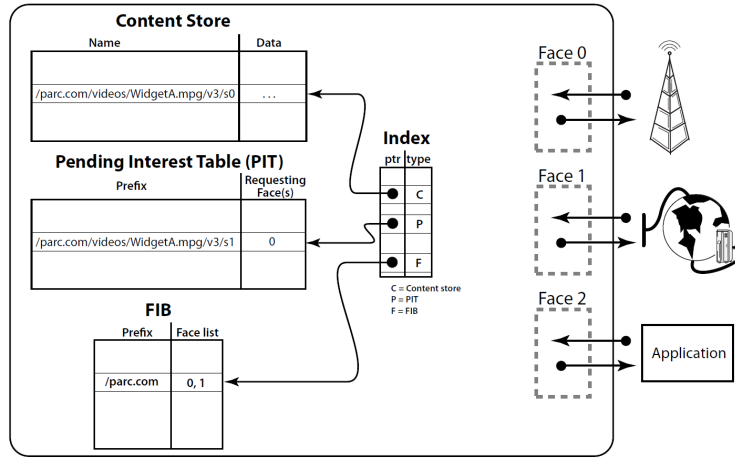 Content Store
Name Data
/parc.com/videos/WidgetA.mpg/v3/s0 ...
Pending Interest Table (PIT)
Prefix Requesting
Face(s)
/parc.com/videos/WidgetA.mpg/v3/s1 0
FIB
Prefix Face list
/parc.com 0, 1
Index
ptr type
C
P
F
C = Content store
P = PIT
F = FIB
Face 0
Face 1
Face 2
Application